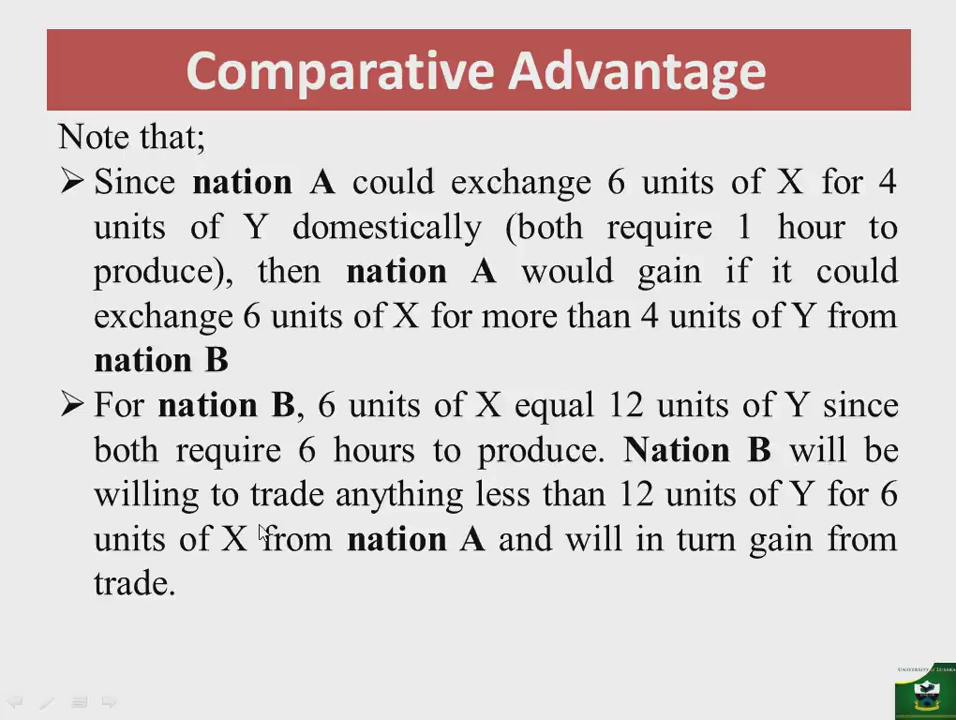 Comparative Advantage
Note that;
➢ Since nation A could exchange 6 units of X for 4
units of Y domestically (both require 1 hour to
produce), then nation A would gain if it could
exchange 6 units of X for more than 4 units of Y from
nation B
➢ For nation B, 6 units of X equal 12 units of Y since
both require 6 hours to produce. Nation B will be
willing to trade anything less than 12 units of Y for 6
units of X from nation A and will in turn gain from
trade.